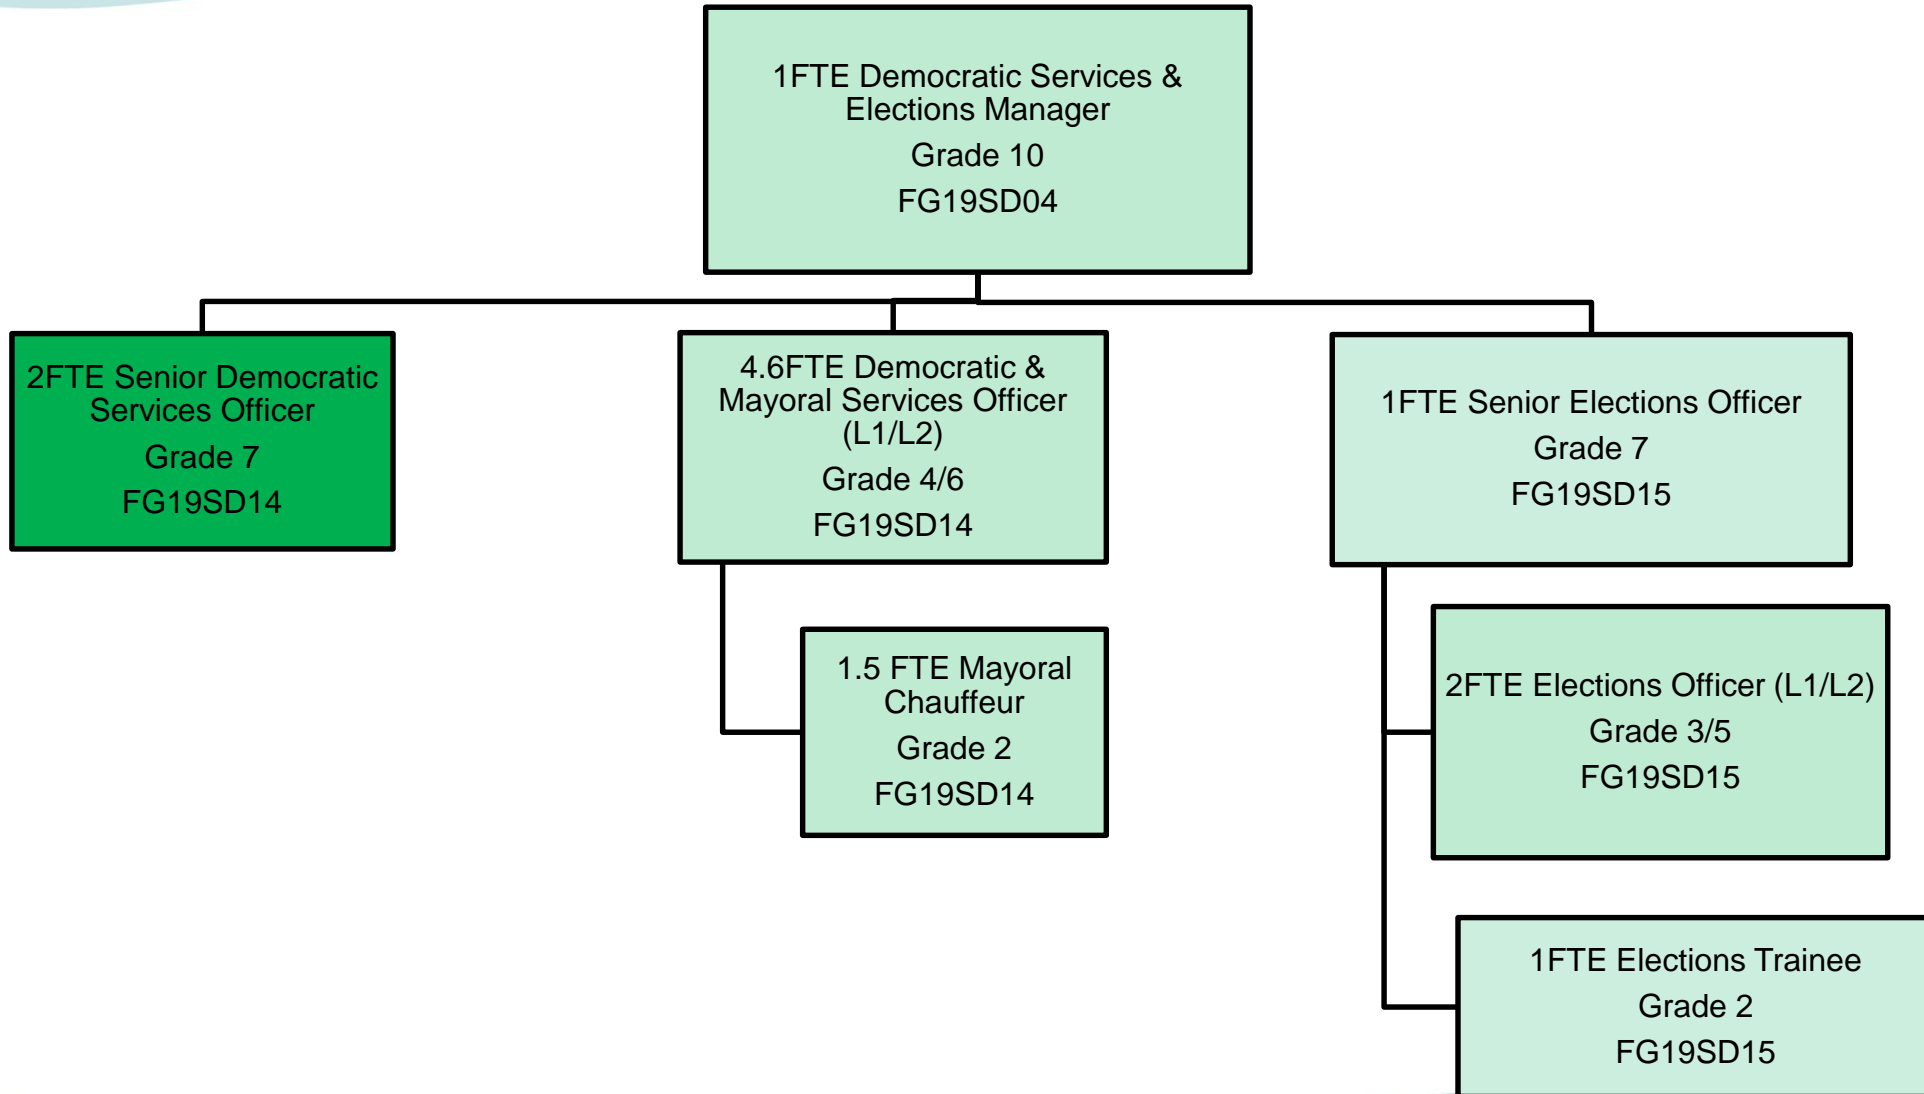 1FTE Democratic Services &
Elections Manager
Grade 10
FG19SD04
2FTE Senior Democratic
Services Officer
Grade 7
FG19SD14
4.6FTE Democratic &
Mayoral Services Officer
(L1/L2)
Grade 4/6
FG19SD14
1FTE Senior Elections Officer
Grade 7
FG19SD15
1.5 FTE Mayoral
Chauffeur
Grade 2
FG19SD14
2FTE Elections Officer (L1/L2)
Grade 3/5
FG19SD15
1FTE Elections Trainee
Grade 2
FG19SD15